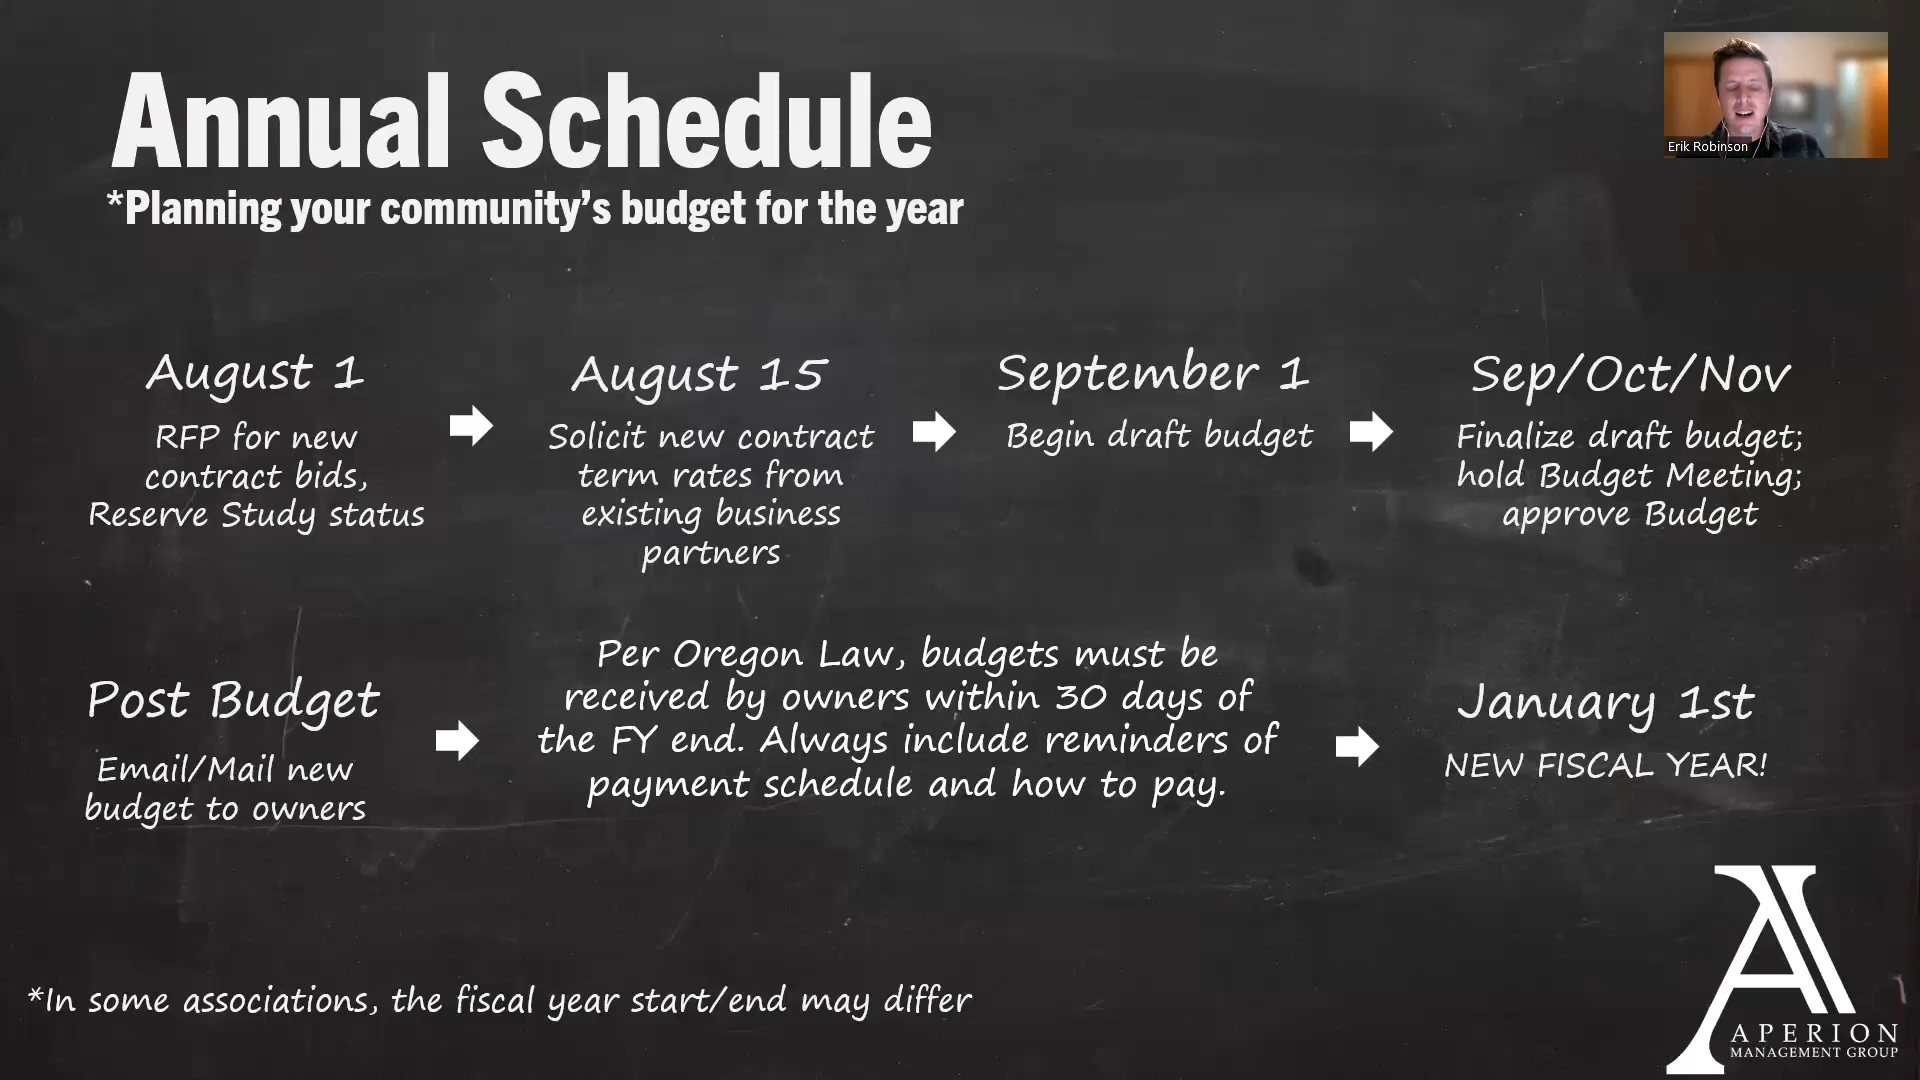 Annual Schedule
*Planning your community's budget for the year
Erik Robinson
August 1
RFP for new
contract bids,
Reserve Study status
August 15
Solicit new contract
term rates from
existing business
partners
September 1
Begin draft budget
Sep/Oct/Nov
Finalize draft budget;
hold Budget Meeting;
approve Budget
Post Budget
Email/Mail new
budget to owners
Per Oregon Law, budgets must be
received by owners within 30 days of
the FY end. Always include reminders of
payment schedule and how to pay.
January 1st
NEW FISCAL YEAR!
*In some associations, the fiscal year start/end may differ
A
APERION
MANAGEMENT GROUP